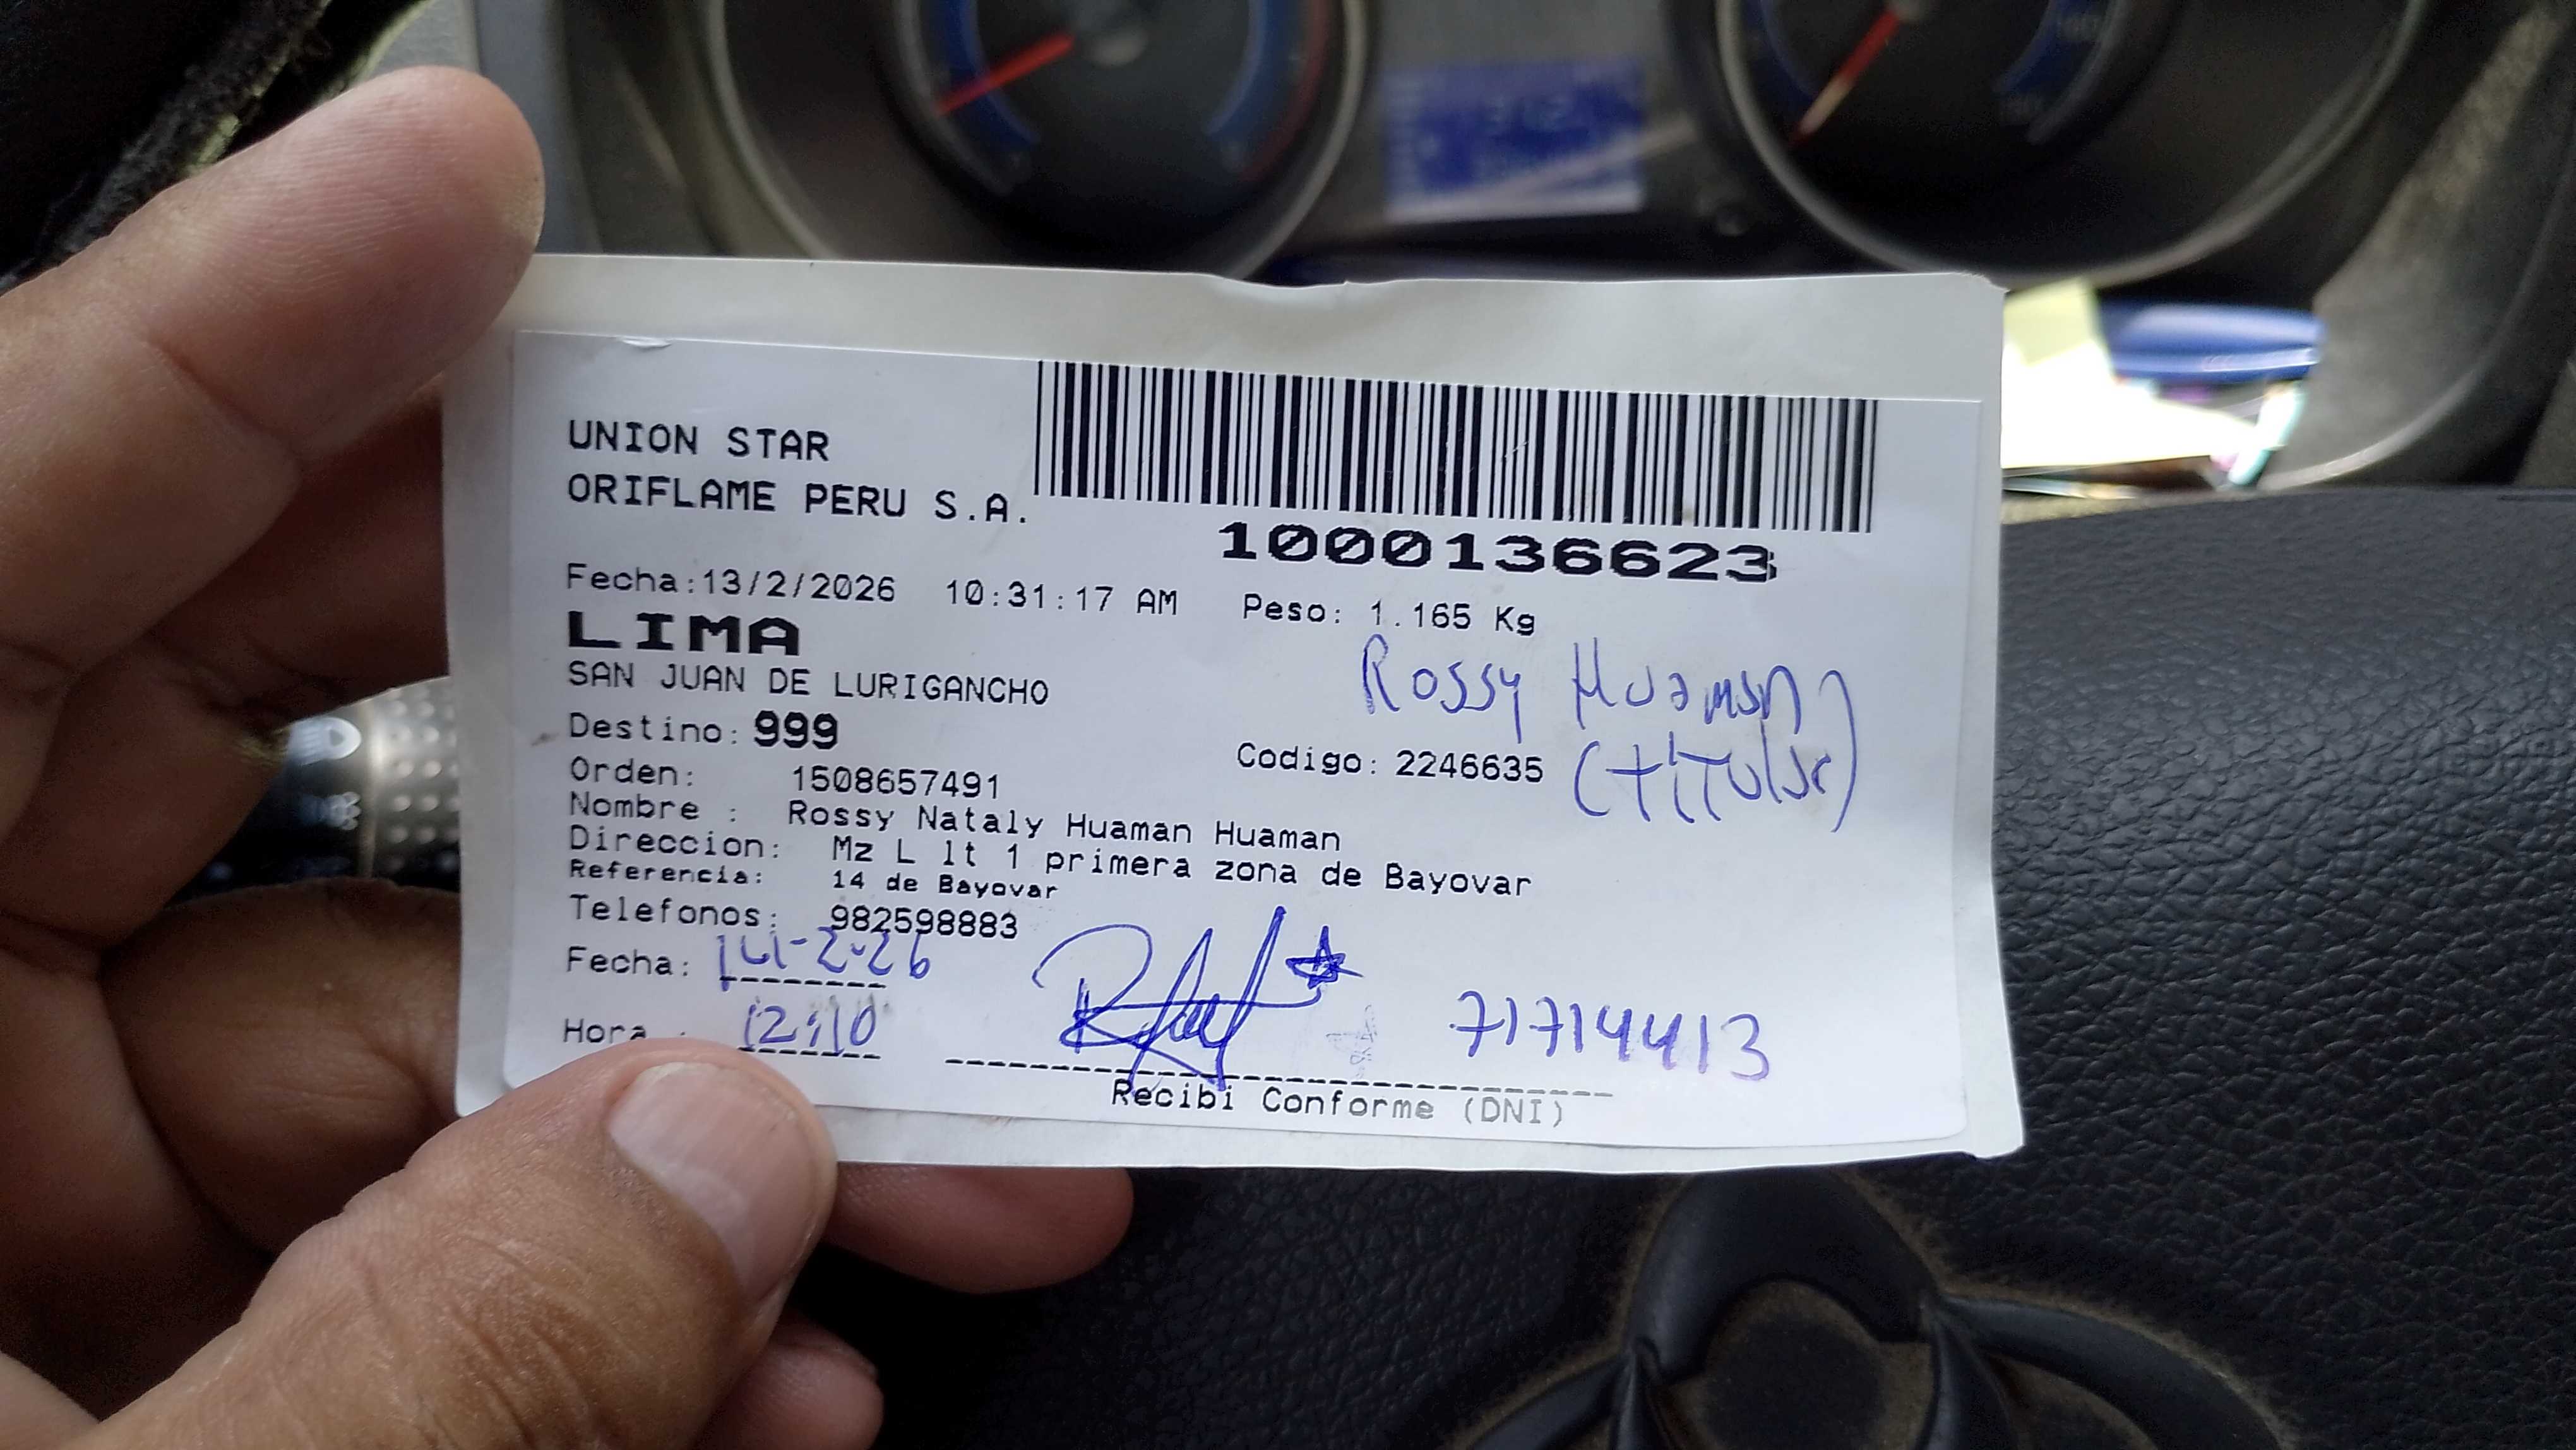 UNION STAR
ORIFLAME PERU S.A.
1000136623
Fecha:13/2/2026 10:31:17 AM Peso: 1.165 Kg
LIMA
SAN JUAN DE LURIGANCHO
Rossy Huaman
Destino: 999
Codigo: 2246635 (titular)
Orden: 1508657491
Nombre : Rossy Nataly Huaman Huaman
Direccion: Mz L lt 1 primera zona de Bayovar
Referencia: 14 de Bayovar
Telefonos: 982598883
Fecha: 14-2-26
Hora : 12:10
71714413
Recibi Conforme (DNI)